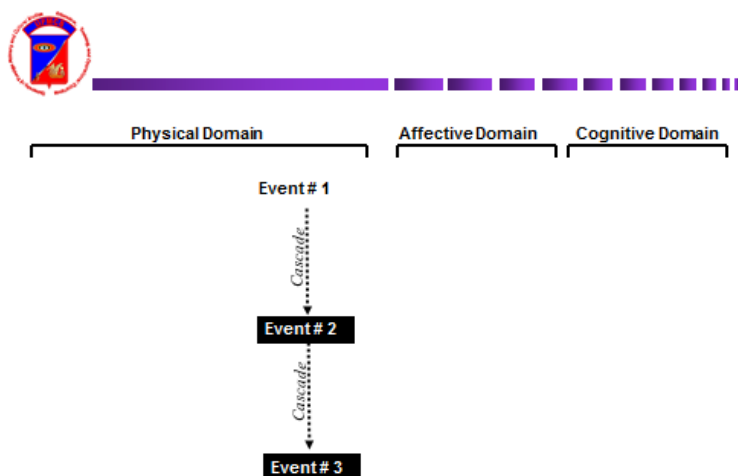 Physical Domain Affective Domain Cognitive Domain
Event # 1
Cascade
Event # 2
Cascade
Event # 3